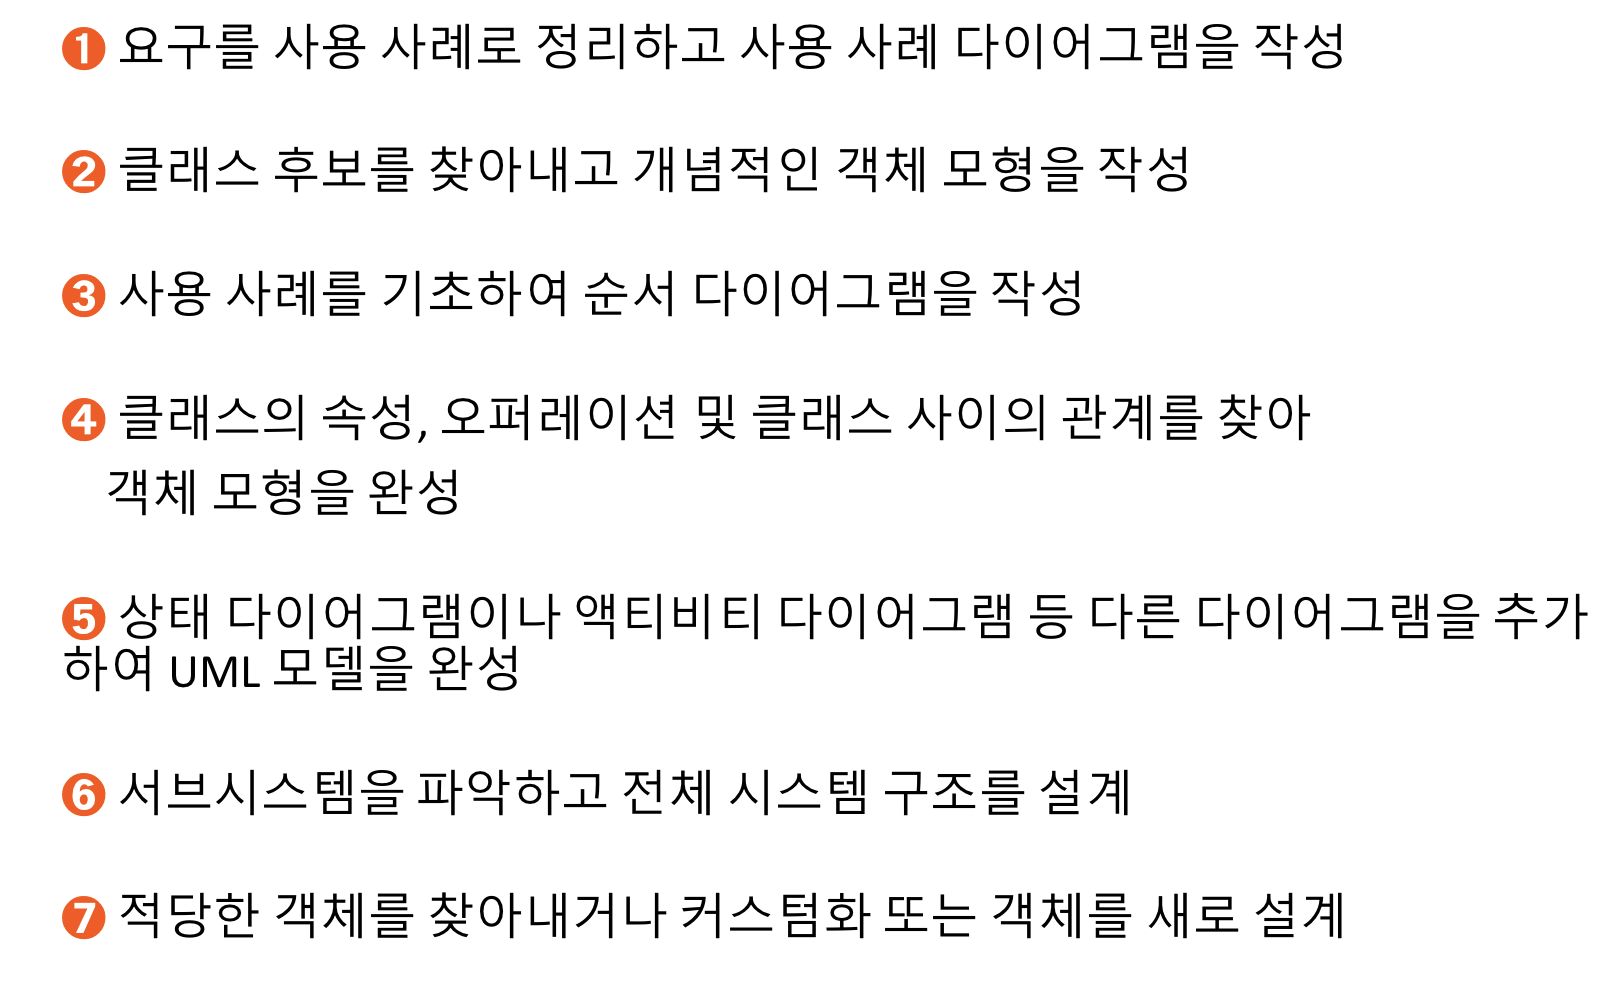 ❶ 요구를 사용 사례로 정리하고 사용 사례 다이어그램을 작성
❷ 클래스 후보를 찾아내고 개념적인 객체 모형을 작성
❸ 사용 사례를 기초하여 순서 다이어그램을 작성
❹ 클래스의 속성, 오퍼레이션 및 클래스 사이의 관계를 찾아
객체 모형을 완성
❺ 상태 다이어그램이나 액티비티 다이어그램 등 다른 다이어그램을 추가
하여 UML 모델을 완성
❻ 서브시스템을 파악하고 전체 시스템 구조를 설계
❼ 적당한 객체를 찾아내거나 커스텀화 또는 객체를 새로 설계